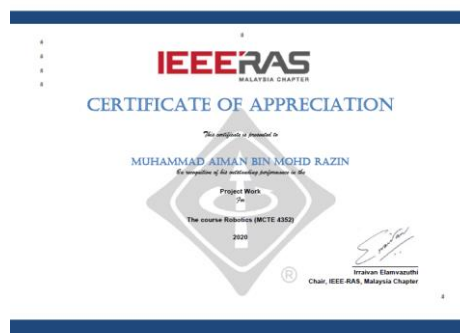 IEEE RAS
MALAYSIA CHAPTER
CERTIFICATE OF APPRECIATION
This certificate is presented to
MUHAMMAD AIMAN BIN MOHD RAZIN
In recognition of his outstanding performance in the
Project Work
For
The course Robotics (MCTE 4352)
2020
Irraivan Elamvazuthi
Chair, IEEE-RAS, Malaysia Chapter
®